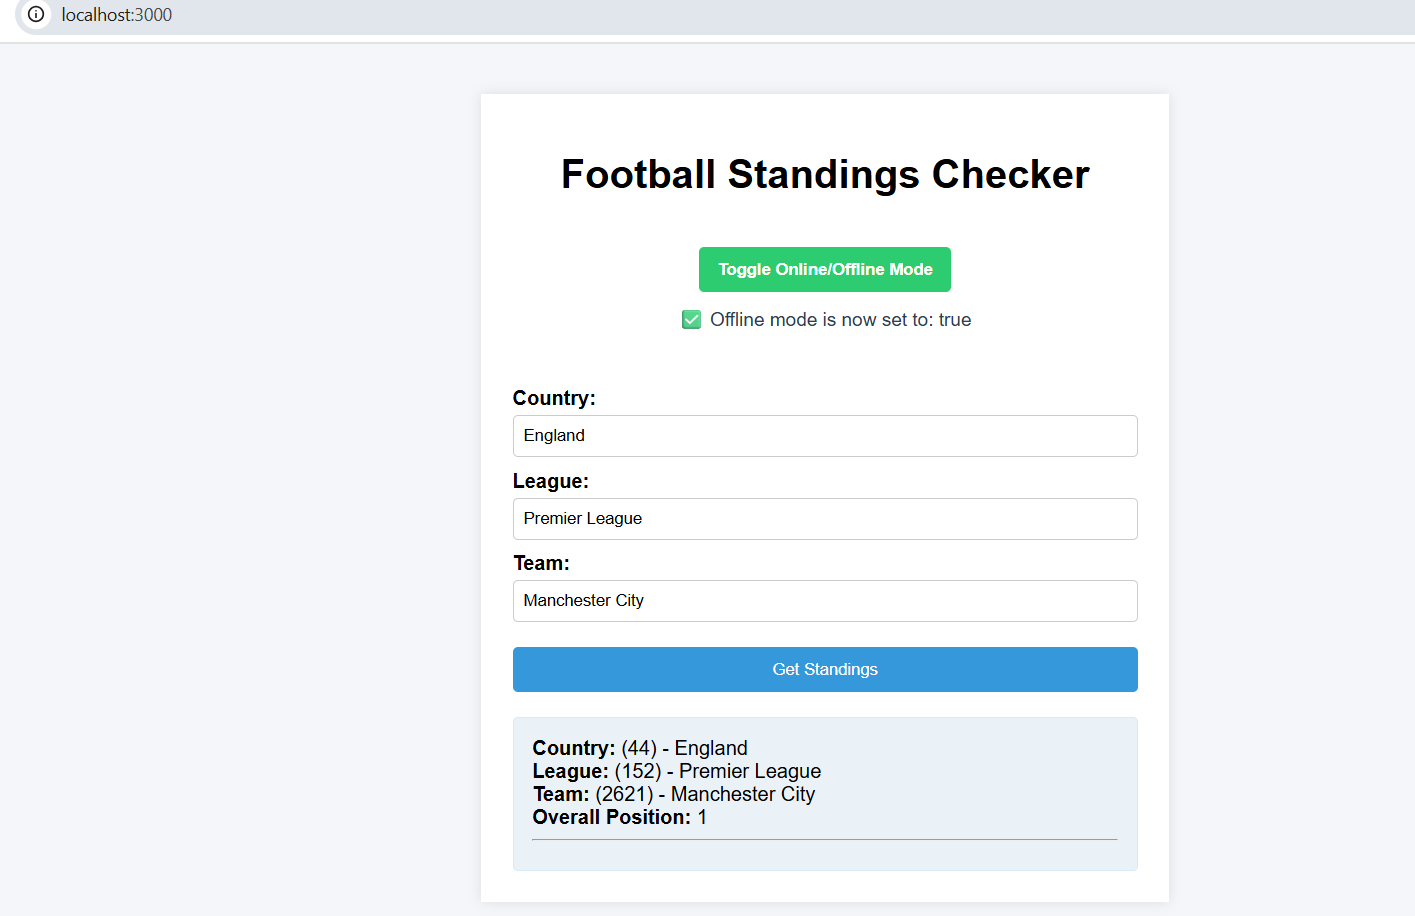 localhost:3000
Football Standings Checker
Toggle Online/Offline Mode
✅ Offline mode is now set to: true
Country:
England
League:
Premier League
Team:
Manchester City
Get Standings
Country: (44) - England
League: (152) - Premier League
Team: (2621) - Manchester City
Overall Position: 1